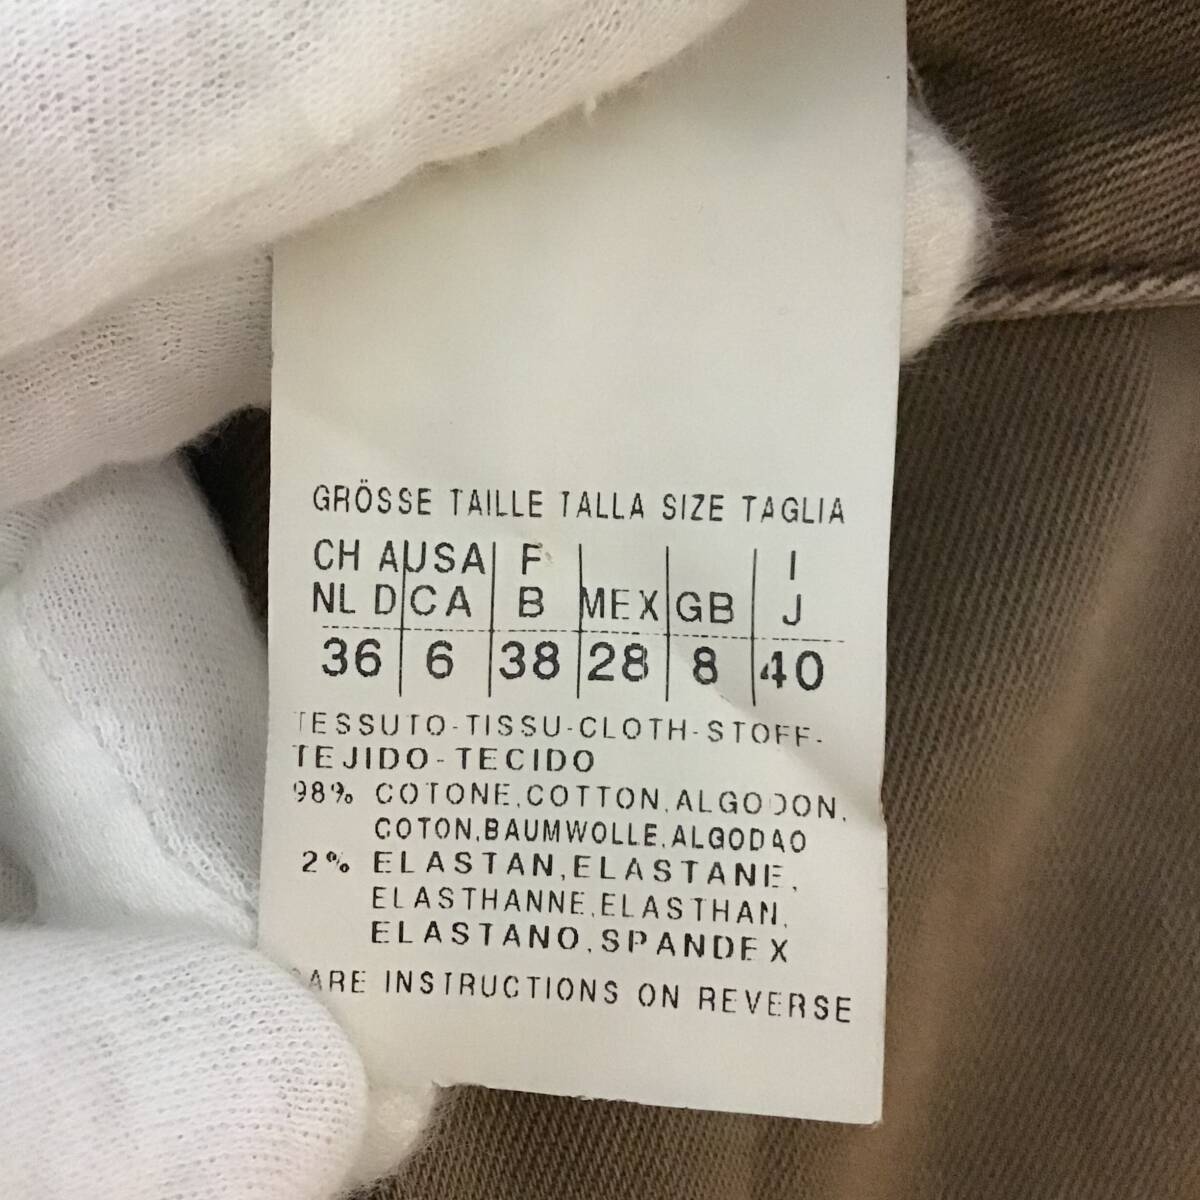 GRÖSSE TAILLE TALLA SIZE TAGLIA
CH A USA F I
NL D CA B MEX GB J
36 6 38 28 8 40
TESSUTO-TISSU-CLOTH-STOFF-
TEJIDO-TECIDO
98% COTONE,COTTON,ALGODON,
COTON,BAUMWOLLE,ALGODAO
2% ELASTAN,ELASTANE,
ELASTHANNE,ELASTHAN,
ELASTANO,SPANDEX
CARE INSTRUCTIONS ON REVERSE